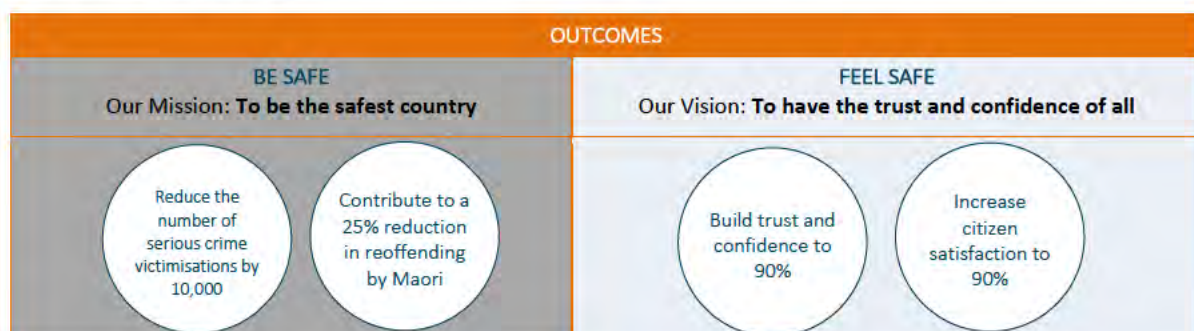 OUTCOMES
BE SAFE
Our Mission: To be the safest country
FEEL SAFE
Our Vision: To have the trust and confidence of all
Reduce the
number of
serious crime
victimisations by
10,000
Contribute to a
25% reduction
in reoffending
by Maori
Build trust and
confidence to
90%
Increase
citizen
satisfaction to
90%